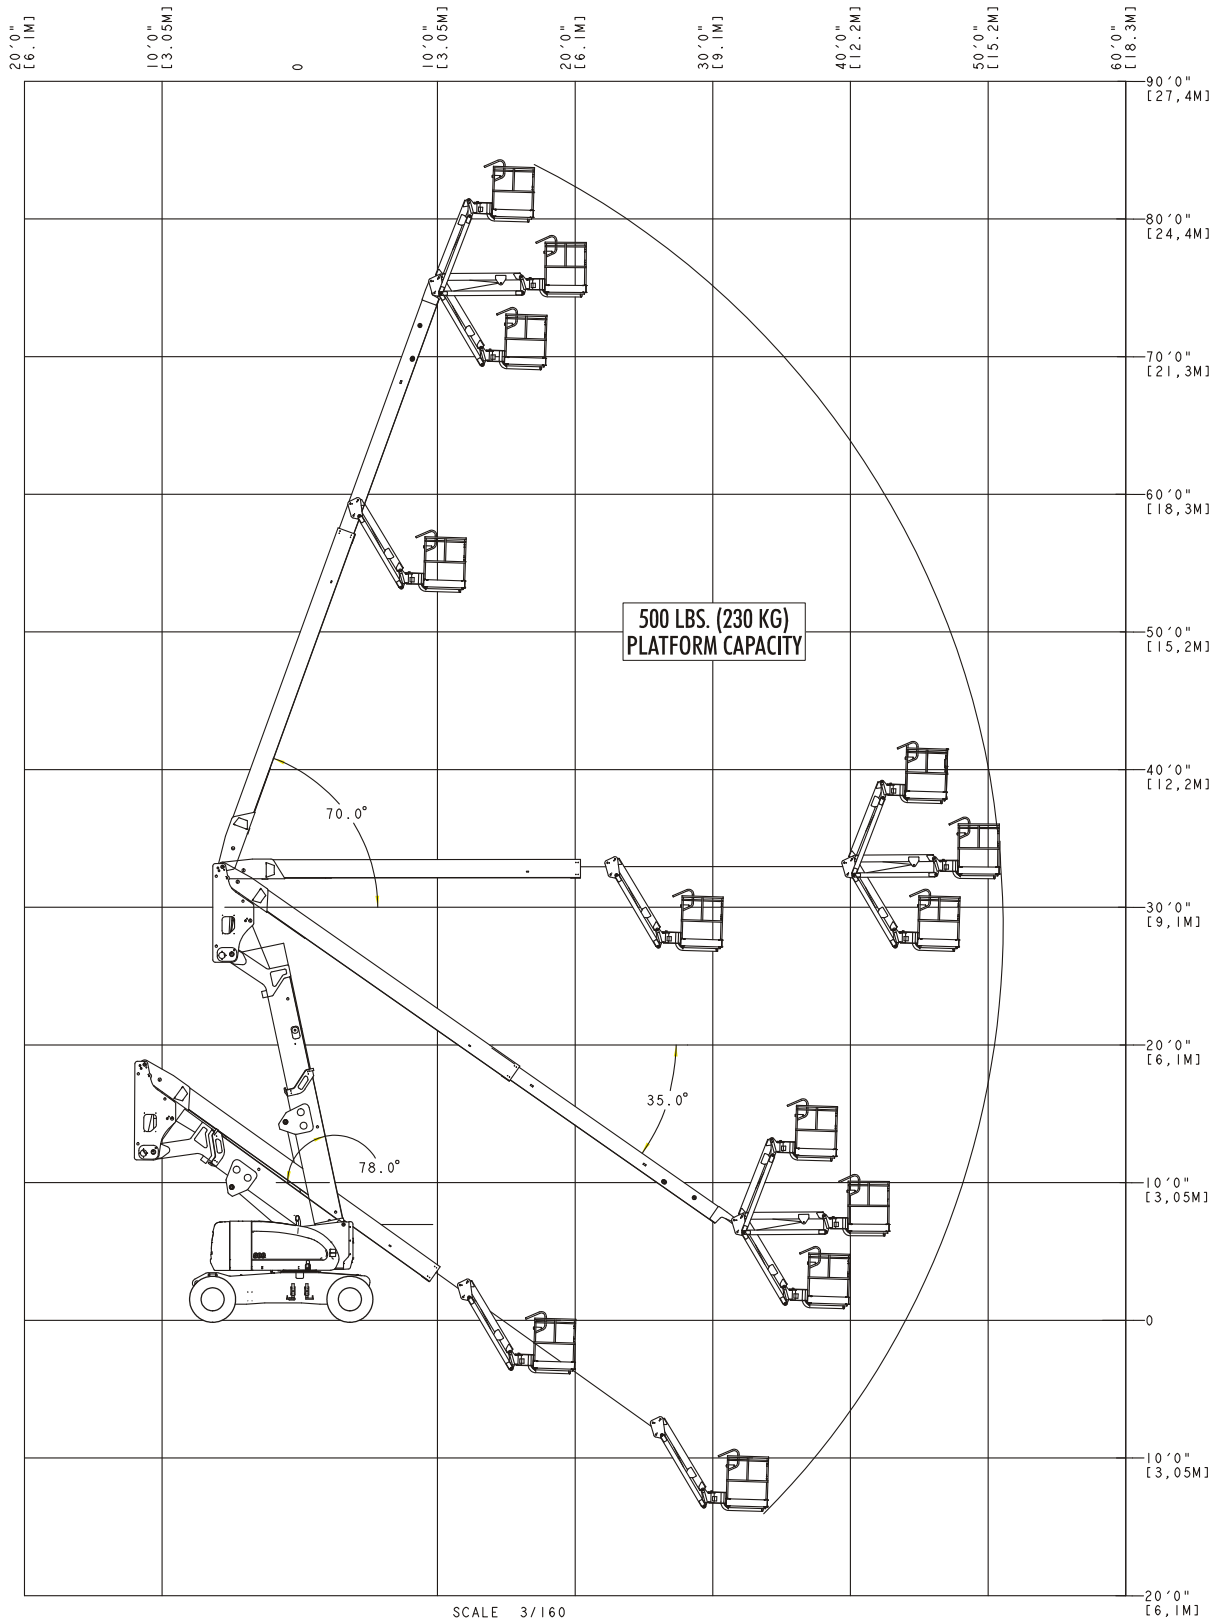 20'0"
[6.1M]
10'0"
[3.05M]
0
10'0"
[3.05M]
20'0"
[6.1M]
30'0"
[9.1M]
40'0"
[12.2M]
50'0"
[15.2M]
60'0"
[18.3M]
90'0"
[27,4M]
80'0"
[24,4M]
70'0"
[21,3M]
60'0"
[18,3M]
500 LBS. (230 KG)
PLATFORM CAPACITY
50'0"
[15,2M]
40'0"
[12,2M]
70.0°
30'0"
[9,1M]
20'0"
[6,1M]
35.0°
78.0°
10'0"
[3,05M]
0
10'0"
[3,05M]
20'0"
[6,1M]
SCALE 3/160